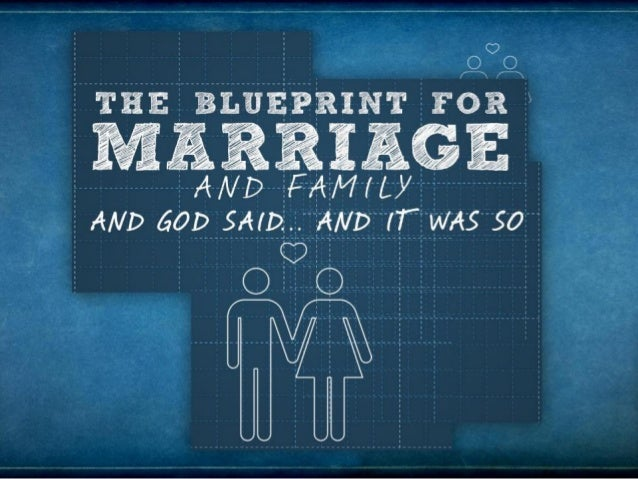 THE BLUEPRINT FOR
MARRIAGE
AND FAMILY
AND GOD SAID... AND IT WAS SO